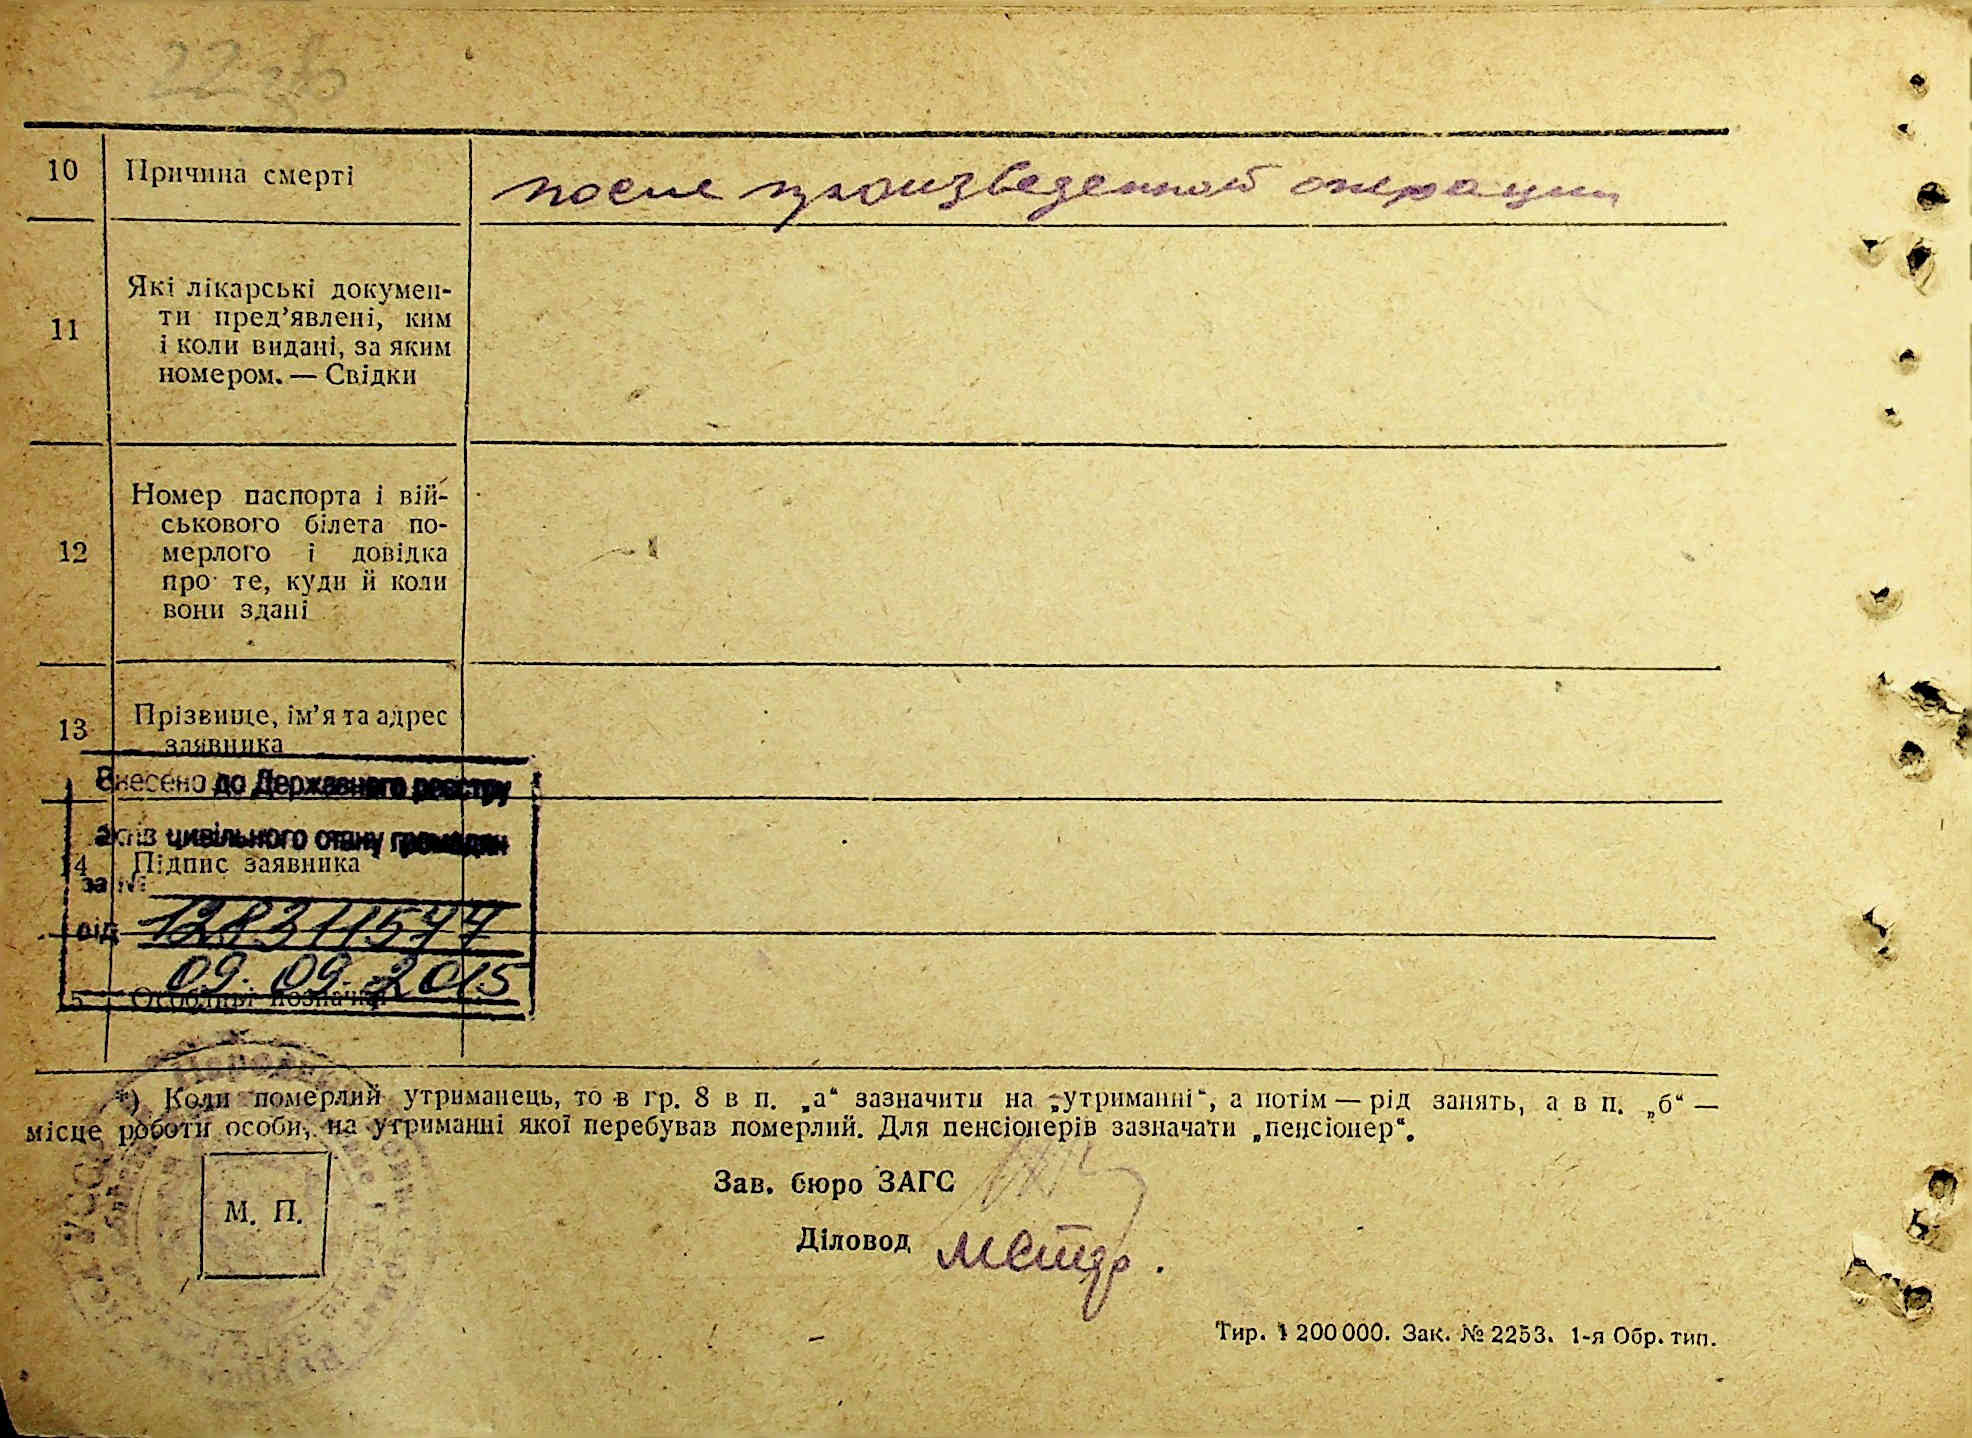 22 зв
10 Причина смерті после произведенной операции
11 Які лікарські докумен-
ти пред’явлені, ким
і коли видані, за яким
номером. — Свідки
12 Номер паспорта і вій-
ськового білета по-
мерлого і довідка
про те, куди й коли
вони здані
13 Прізвище, ім’я та адрес
заявника
Внесено до Державного реєстру
актів цивільного стану громадян
14 Підпис заявника
за №
від 128311577
09.09.2015
15 Особливі позначки
*) Коли померлий утриманець, то в гр. 8 в п. „а“ зазначити на „утриманні“, а потім — рід занять, а в п. „б“ —
місце роботи особи, на утриманні якої перебував померлий. Для пенсіонерів зазначати „пенсіонер“.
Зав. бюро ЗАГС
М. П.
Діловод
Тир. 1 200 000. Зак. № 2253. 1-я Обр. тип.